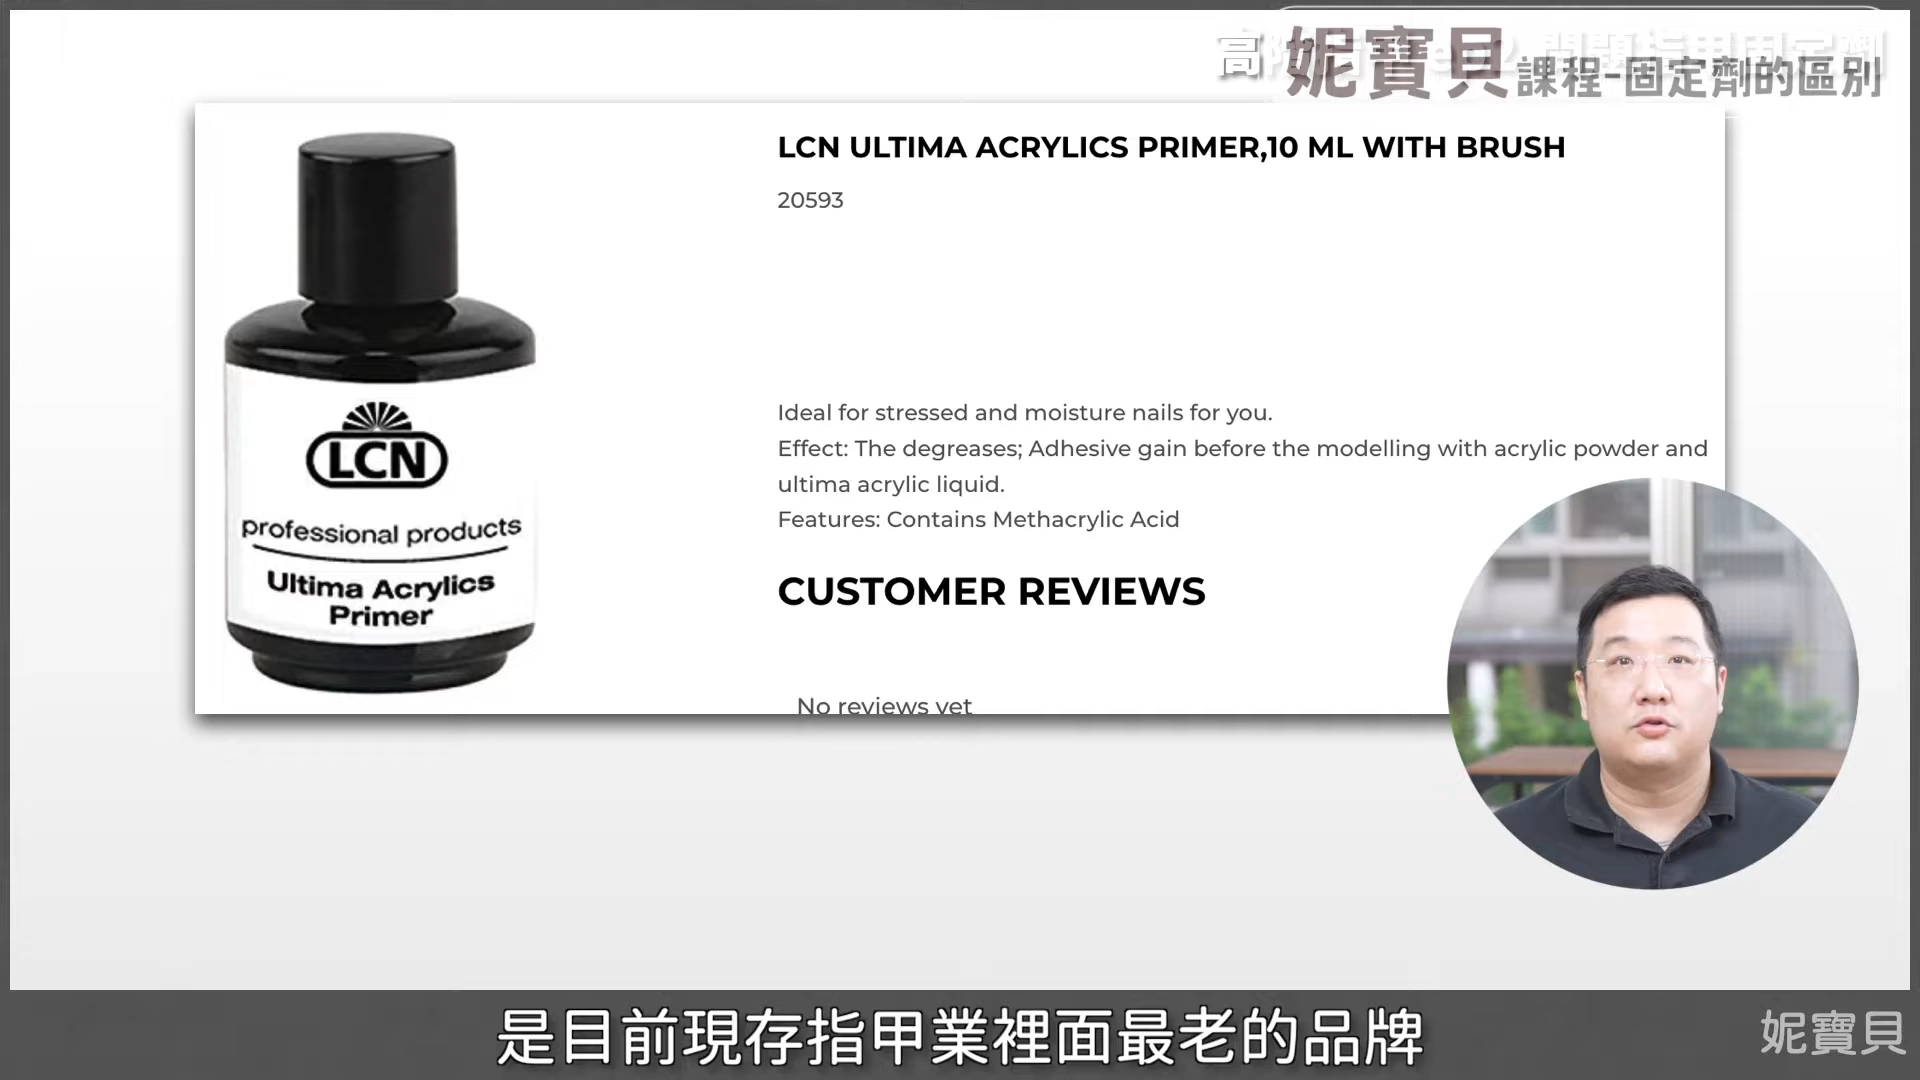 妮寶貝
課程-固定劑的區別
LCN ULTIMA ACRYLICS PRIMER,10 ML WITH BRUSH
20593
LCN
professional products
Ultima Acrylics
Primer
Ideal for stressed and moisture nails for you.
Effect: The degreases; Adhesive gain before the modelling with acrylic powder and
ultima acrylic liquid.
Features: Contains Methacrylic Acid
CUSTOMER REVIEWS
No reviews yet
是目前現存指甲業裡面最老的品牌
妮寶貝